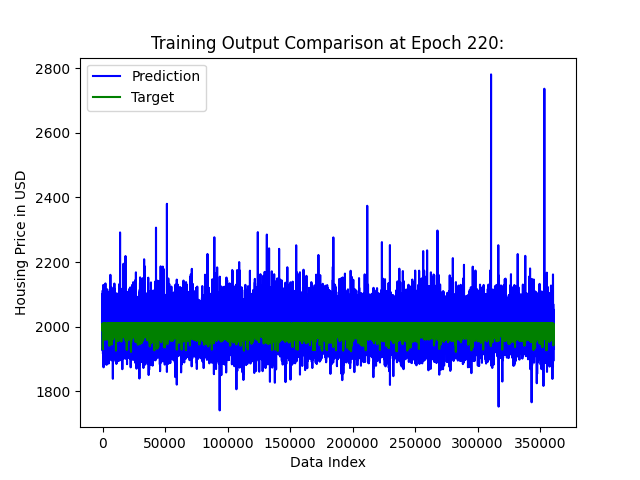 Training Output Comparison at Epoch 220:
Prediction
Target
Housing Price in USD
2800
2600
2400
2200
2000
1800
0 50000 100000 150000 200000 250000 300000 350000
Data Index